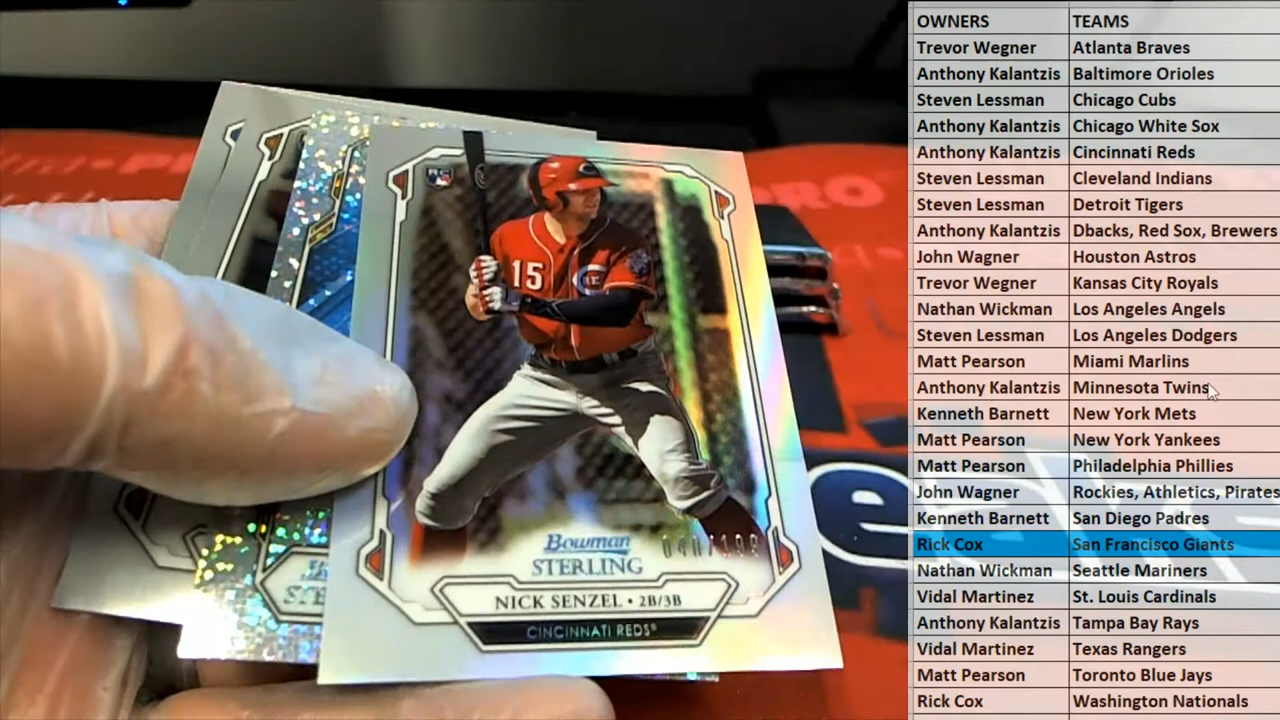 OWNERS TEAMS
Trevor Wegner Atlanta Braves
Anthony Kalantzis Baltimore Orioles
Steven Lessman Chicago Cubs
Anthony Kalantzis Chicago White Sox
Anthony Kalantzis Cincinnati Reds
Steven Lessman Cleveland Indians
Steven Lessman Detroit Tigers
Anthony Kalantzis Dbacks, Red Sox, Brewers
John Wagner Houston Astros
Trevor Wegner Kansas City Royals
Nathan Wickman Los Angeles Angels
Steven Lessman Los Angeles Dodgers
Matt Pearson Miami Marlins
Anthony Kalantzis Minnesota Twins
Kenneth Barnett New York Mets
Matt Pearson New York Yankees
Matt Pearson Philadelphia Phillies
John Wagner Rockies, Athletics, Pirates
Kenneth Barnett San Diego Padres
Rick Cox San Francisco Giants
Nathan Wickman Seattle Mariners
Vidal Martinez St. Louis Cardinals
Anthony Kalantzis Tampa Bay Rays
Vidal Martinez Texas Rangers
Matt Pearson Toronto Blue Jays
Rick Cox Washington Nationals
PRO
15
Bowman
STERLING
NICK SENZEL • 2B/3B
CINCINNATI REDS